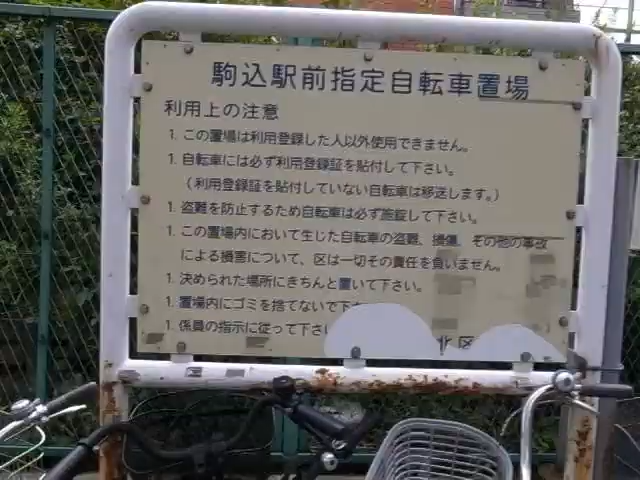 駒込駅前指定自転車置場
利用上の注意
1. この置場は利用登録した人以外使用できません。
1. 自転車には必ず利用登録証を貼付して下さい。
（利用登録証を貼付していない自転車は移送します。）
1. 盗難を防止するため自転車は必ず施錠して下さい。
1. この置場内において生じた自転車の盗難、損傷、その他の事故
による損害について、区は一切その責任を負いません。
1. 決められた場所にきちんと置いて下さい。
1. 置場内にゴミを捨てないで下
1. 係員の指示に従って下さい
北区